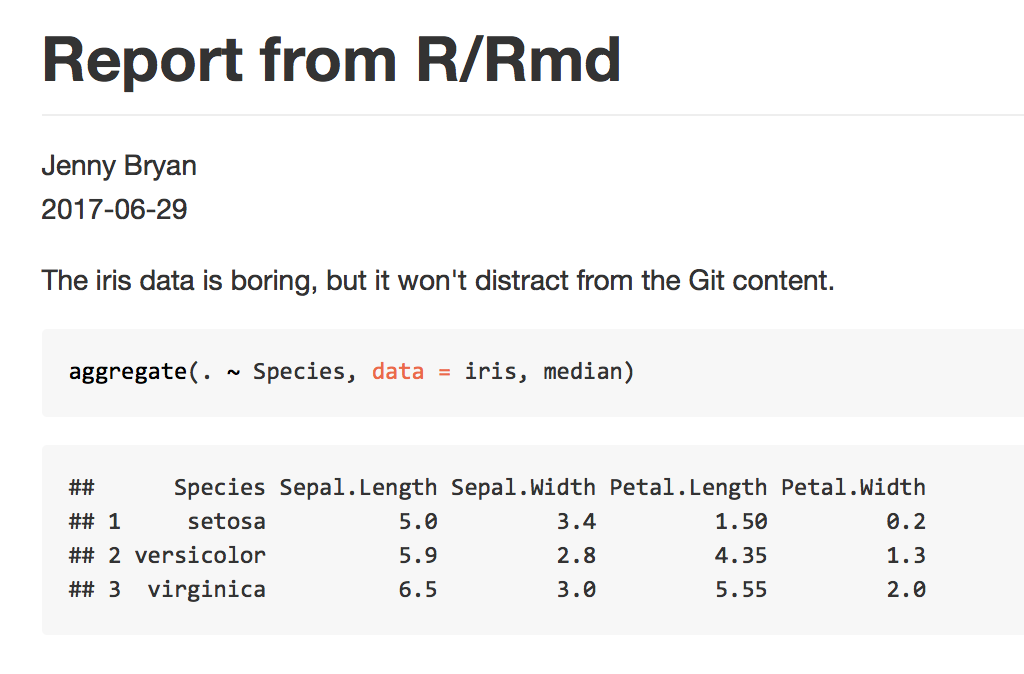 Report from R/Rmd
Jenny Bryan
2017-06-29
The iris data is boring, but it won't distract from the Git content.
aggregate(. ~ Species, data = iris, median)
##      Species Sepal.Length Sepal.Width Petal.Length Petal.Width
## 1     setosa          5.0         3.4         1.50         0.2
## 2 versicolor          5.9         2.8         4.35         1.3
## 3  virginica          6.5         3.0         5.55         2.0